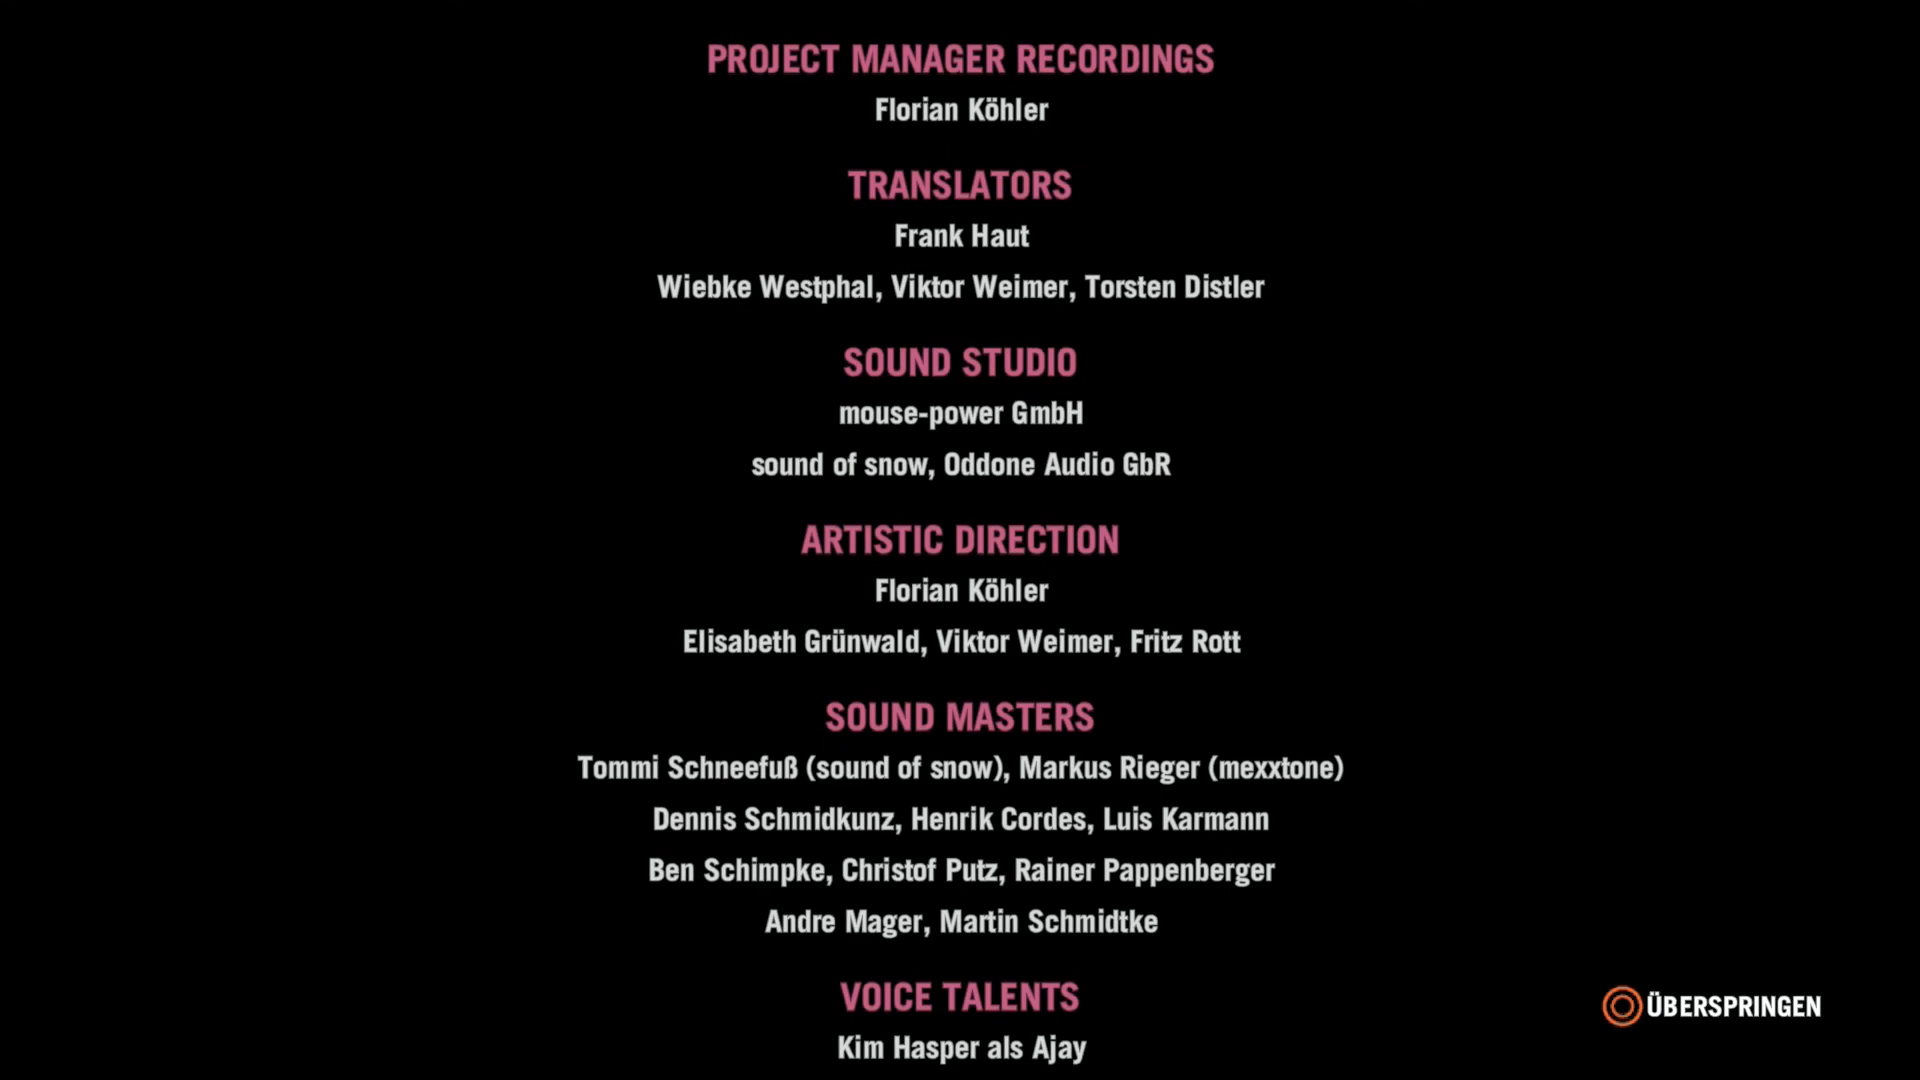 PROJECT MANAGER RECORDINGS
Florian Köhler
TRANSLATORS
Frank Haut
Wiebke Westphal, Viktor Weimer, Torsten Distler
SOUND STUDIO
mouse-power GmbH
sound of snow, Oddone Audio GbR
ARTISTIC DIRECTION
Florian Köhler
Elisabeth Grünwald, Viktor Weimer, Fritz Rott
SOUND MASTERS
Tommi Schneefuß (sound of snow), Markus Rieger (mexxtone)
Dennis Schmidkunz, Henrik Cordes, Luis Karmann
Ben Schimpke, Christof Putz, Rainer Pappenberger
Andre Mager, Martin Schmidtke
VOICE TALENTS
Kim Hasper als Ajay
ÜBERSPRINGEN